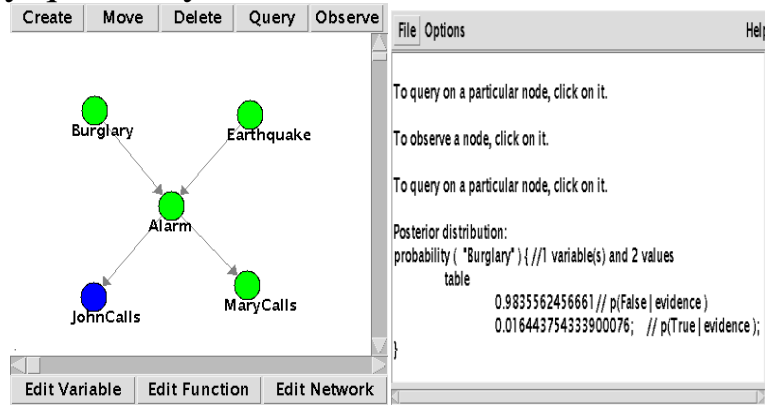 Create Move Delete Query Observe
Burglary
Earthquake
Alarm
JohnCalls
MaryCalls
Edit Variable Edit Function Edit Network
File Options Help
To query on a particular node, click on it.
To observe a node, click on it.
To query on a particular node, click on it.
Posterior distribution:
probability ( "Burglary" ) { //1 variable(s) and 2 values
table
0.9835562456661 // p(False | evidence )
0.016443754333900076; // p(True | evidence );
}